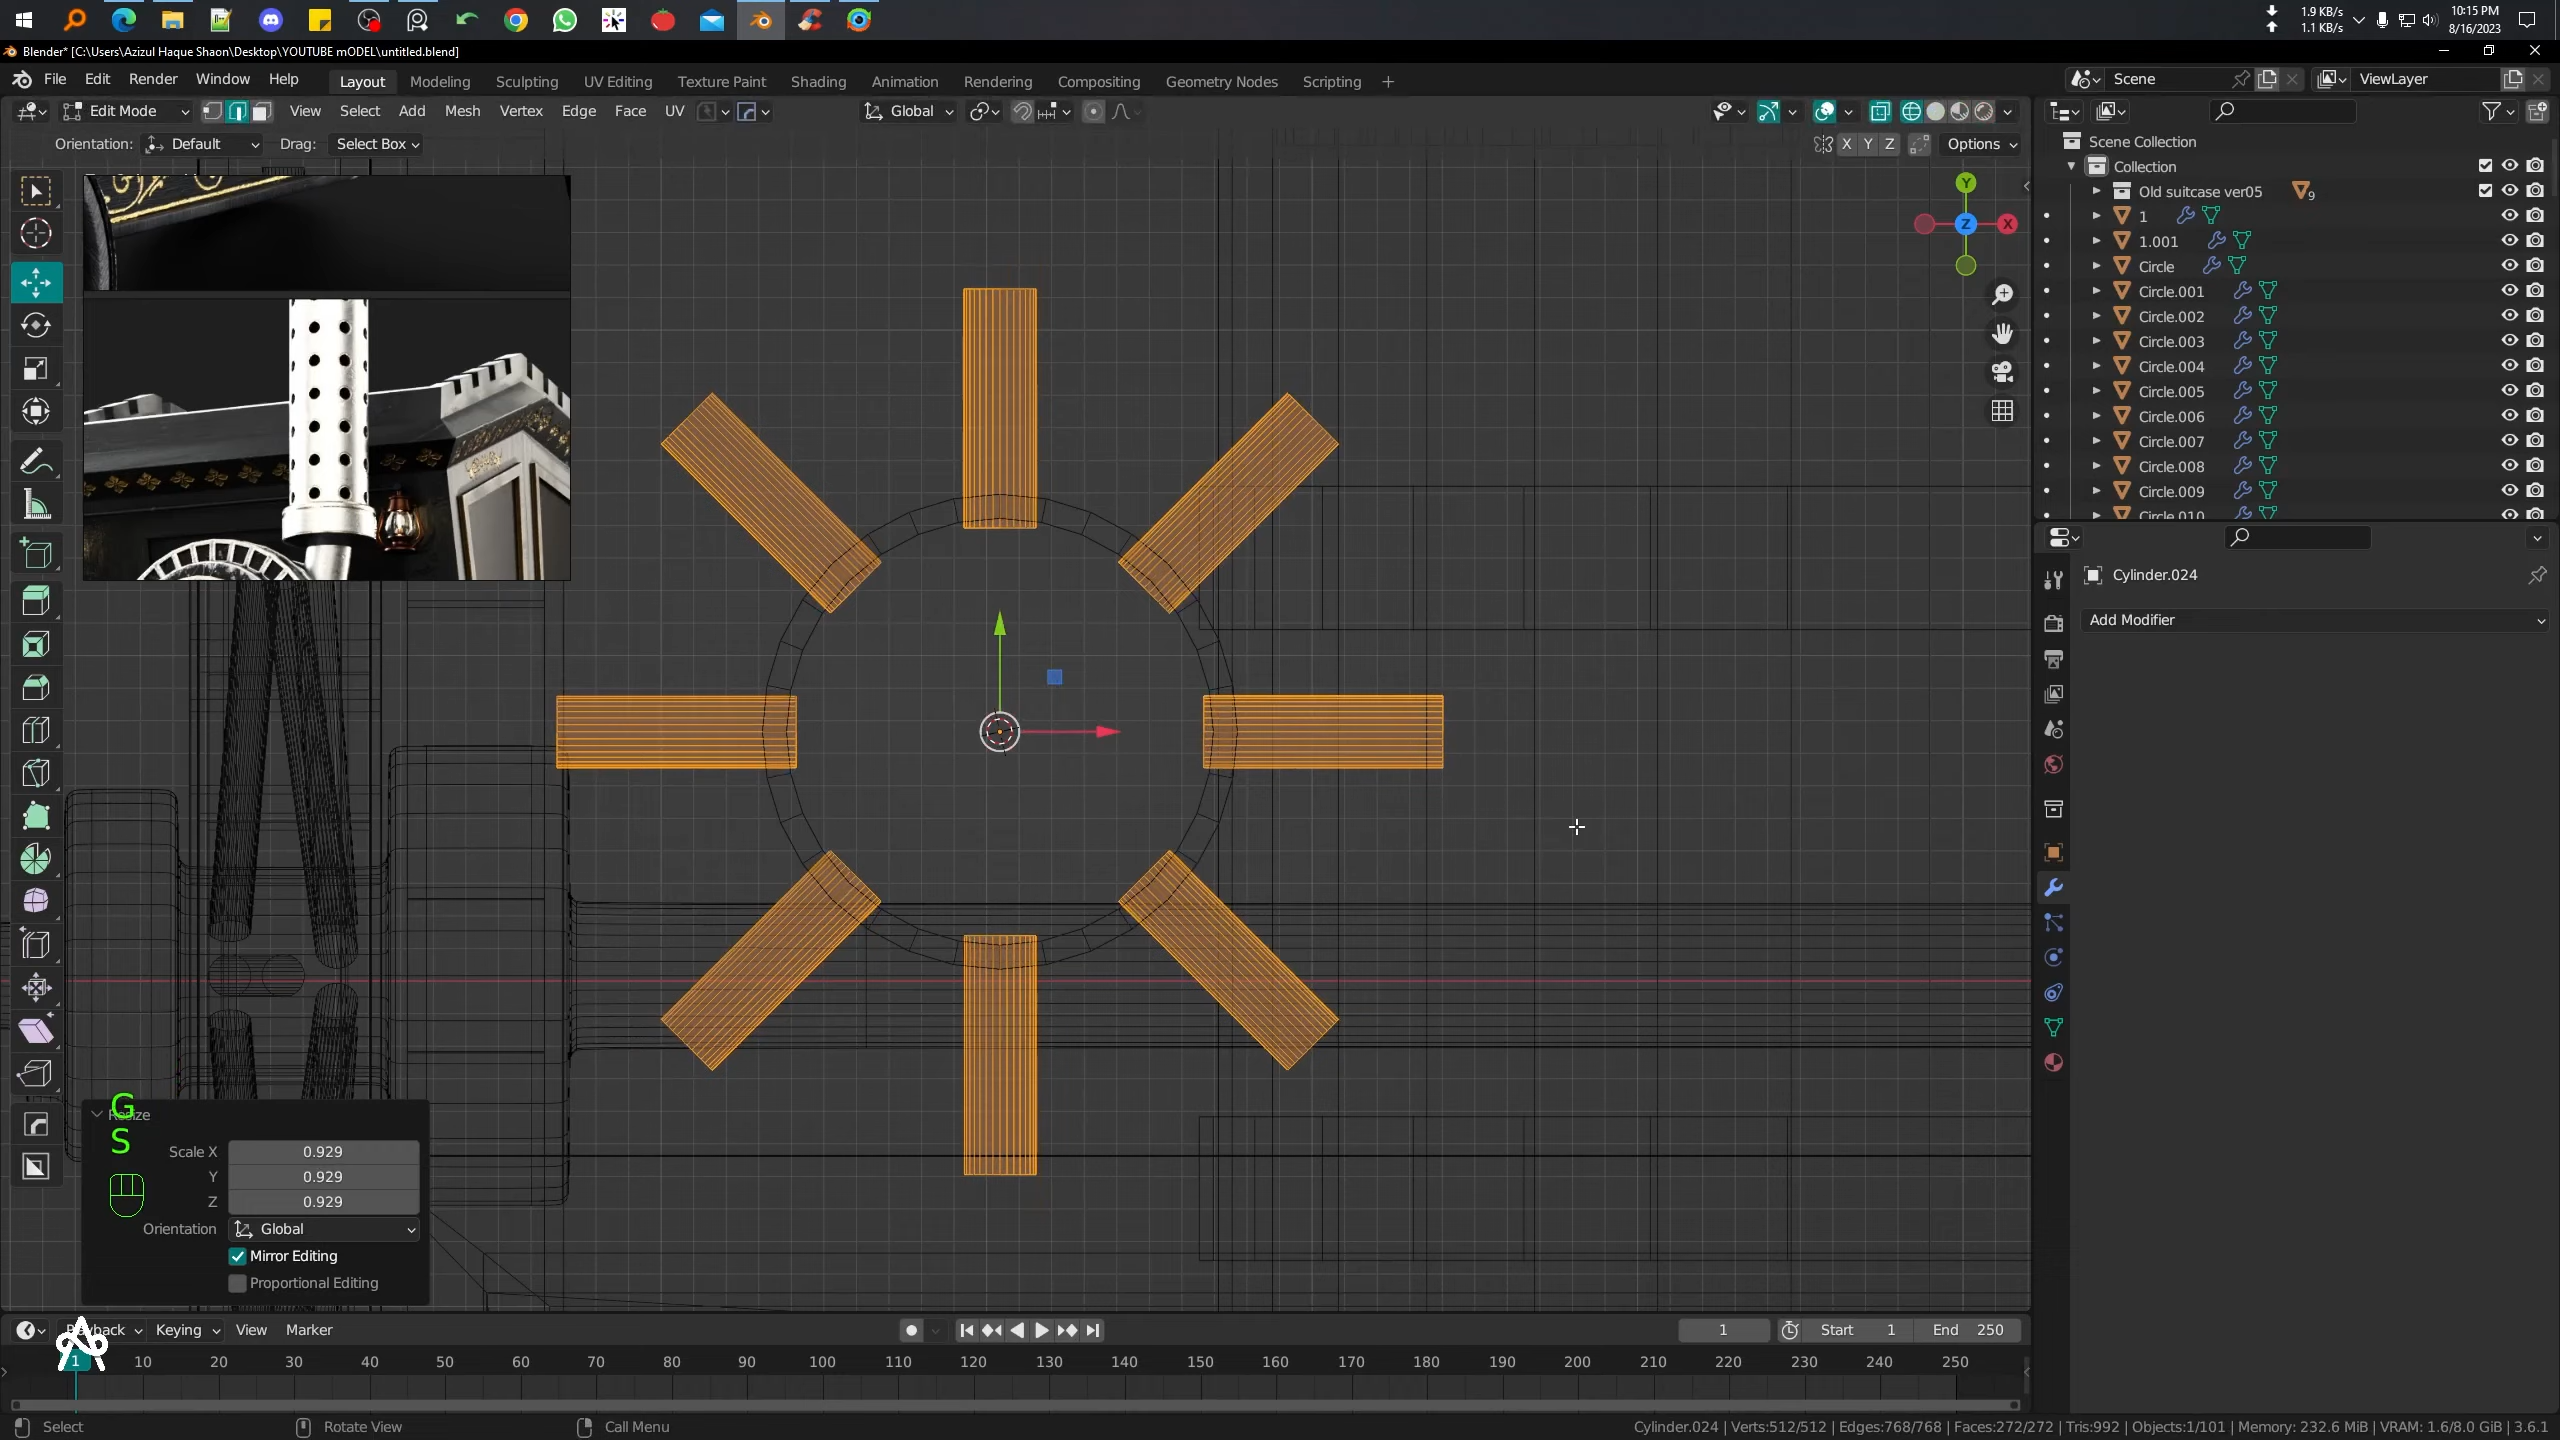 1.9 KB/s
1.1 KB/s
10:15 PM
8/16/2023
Blender* [C:\Users\Azizul Haque Shaon\Desktop\YOUTUBE mODEL\untitled.blend]
File Edit Render Window Help Layout Modeling Sculpting UV Editing Texture Paint Shading Animation Rendering Compositing Geometry Nodes Scripting + Scene ViewLayer
Edit Mode View Select Add Mesh Vertex Edge Face UV Global
Orientation: Default Drag: Select Box X Y Z Options
Scene Collection
Collection
Old suitcase ver05 9
1
1.001
Circle
Circle.001
Circle.002
Circle.003
Circle.004
Circle.005
Circle.006
Circle.007
Circle.008
Circle.009
Circle.010
Y
Z X
Cylinder.024
Add Modifier
G
Resize
S
Scale X 0.929
Y 0.929
Z 0.929
Orientation Global
Mirror Editing
Proportional Editing
Keying View Marker 1 Start 1 End 250
1 10 20 30 40 50 60 70 80 90 100 110 120 130 140 150 160 170 180 190 200 210 220 230 240 250
Select Rotate View Call Menu Cylinder.024 | Verts:512/512 | Edges:768/768 | Faces:272/272 | Tris:992 | Objects:1/101 | Memory: 232.6 MiB | VRAM: 1.6/8.0 GiB | 3.6.1